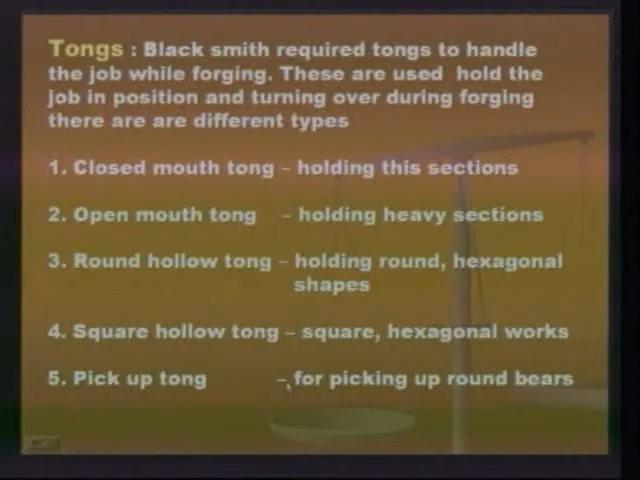 Tongs : Black smith required tongs to handle
the job while forging. These are used hold the
job in position and turning over during forging
there are are different types
1. Closed mouth tong – holding this sections
2. Open mouth tong – holding heavy sections
3. Round hollow tong – holding round, hexagonal
shapes
4. Square hollow tong – square, hexagonal works
5. Pick up tong – for picking up round bears